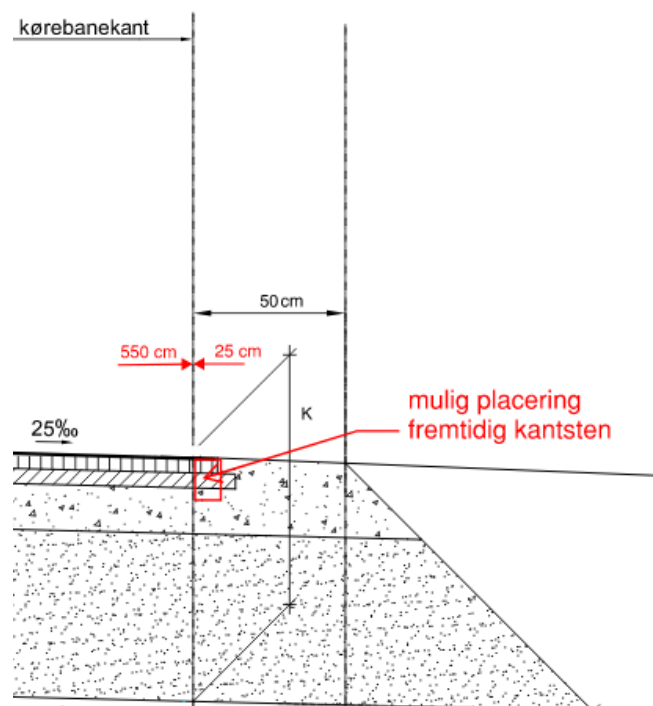 kørebanekant
50 cm
550 cm
25 cm
K
mulig placering
fremtidig kantsten
25‰